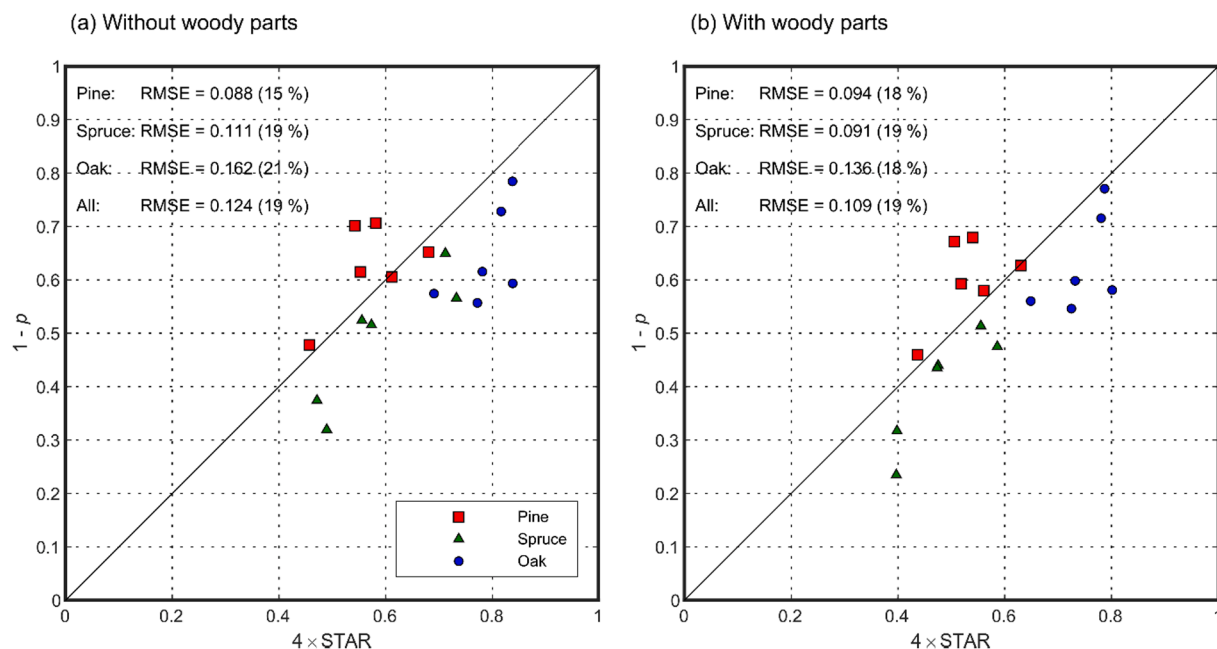 (a) Without woody parts
1
0.9
0.8
0.7
0.6
0.5
0.4
0.3
0.2
0.1
0
1 - p
Pine: RMSE = 0.088 (15 %)
Spruce: RMSE = 0.111 (19 %)
Oak: RMSE = 0.162 (21 %)
All: RMSE = 0.124 (19 %)
Pine
Spruce
Oak
0 0.2 0.4 0.6 0.8 1
4 × STAR
(b) With woody parts
1
0.9
0.8
0.7
0.6
0.5
0.4
0.3
0.2
0.1
0
1 - p
Pine: RMSE = 0.094 (18 %)
Spruce: RMSE = 0.091 (19 %)
Oak: RMSE = 0.136 (18 %)
All: RMSE = 0.109 (19 %)
0 0.2 0.4 0.6 0.8 1
4 × STAR